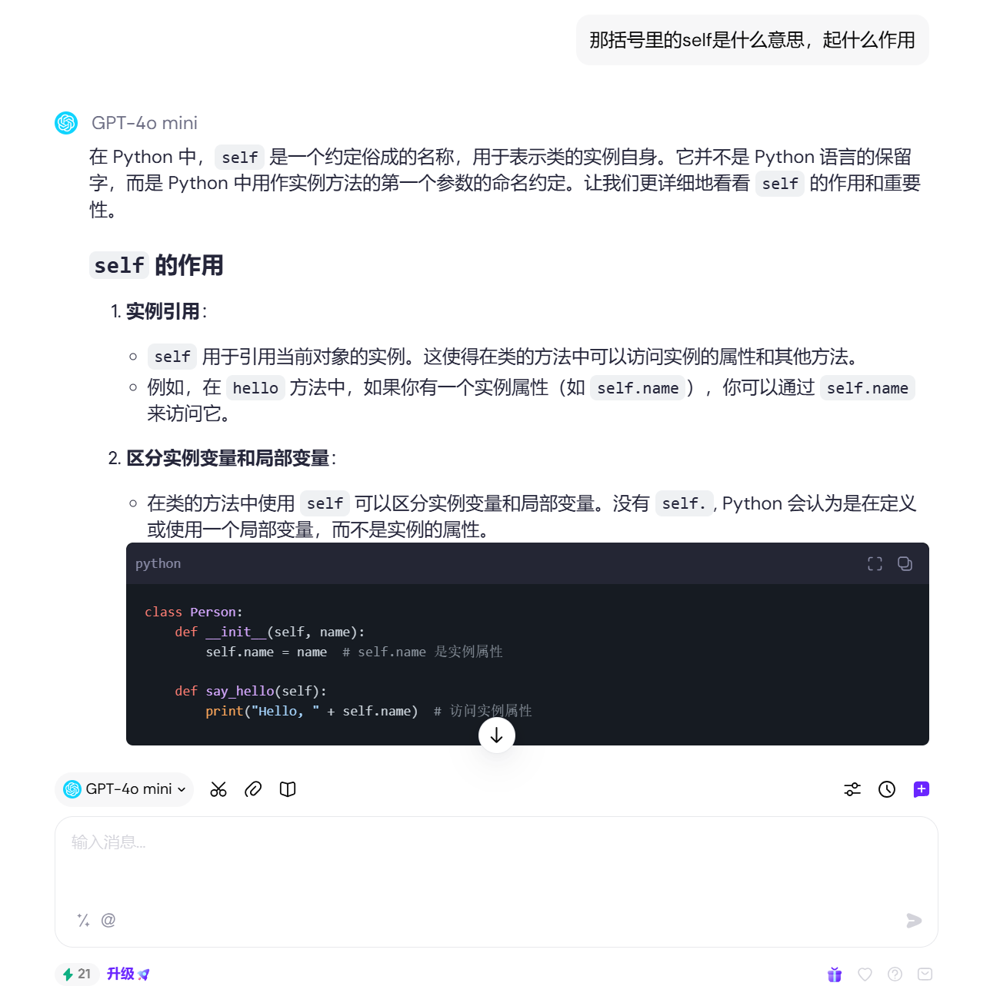 那括号里的self是什么意思，起什么作用
GPT-4o mini
在 Python 中， self 是一个约定俗成的名称，用于表示类的实例自身。它并不是 Python 语言的保留
字，而是 Python 中用作实例方法的第一个参数的命名约定。让我们更详细地看看 self 的作用和重要
性。
self 的作用
1. 实例引用：
self 用于引用当前对象的实例。这使得在类的方法中可以访问实例的属性和其他方法。
例如，在 hello 方法中，如果你有一个实例属性（如 self.name ），你可以通过 self.name
来访问它。
2. 区分实例变量和局部变量：
在类的方法中使用 self 可以区分实例变量和局部变量。没有 self. , Python 会认为是在定义
或使用一个局部变量，而不是实例的属性。
python
class Person:
    def __init__(self, name):
        self.name = name  # self.name 是实例属性
    def say_hello(self):
        print("Hello, " + self.name)  # 访问实例属性
GPT-4o mini
输入消息...
@
21 升级